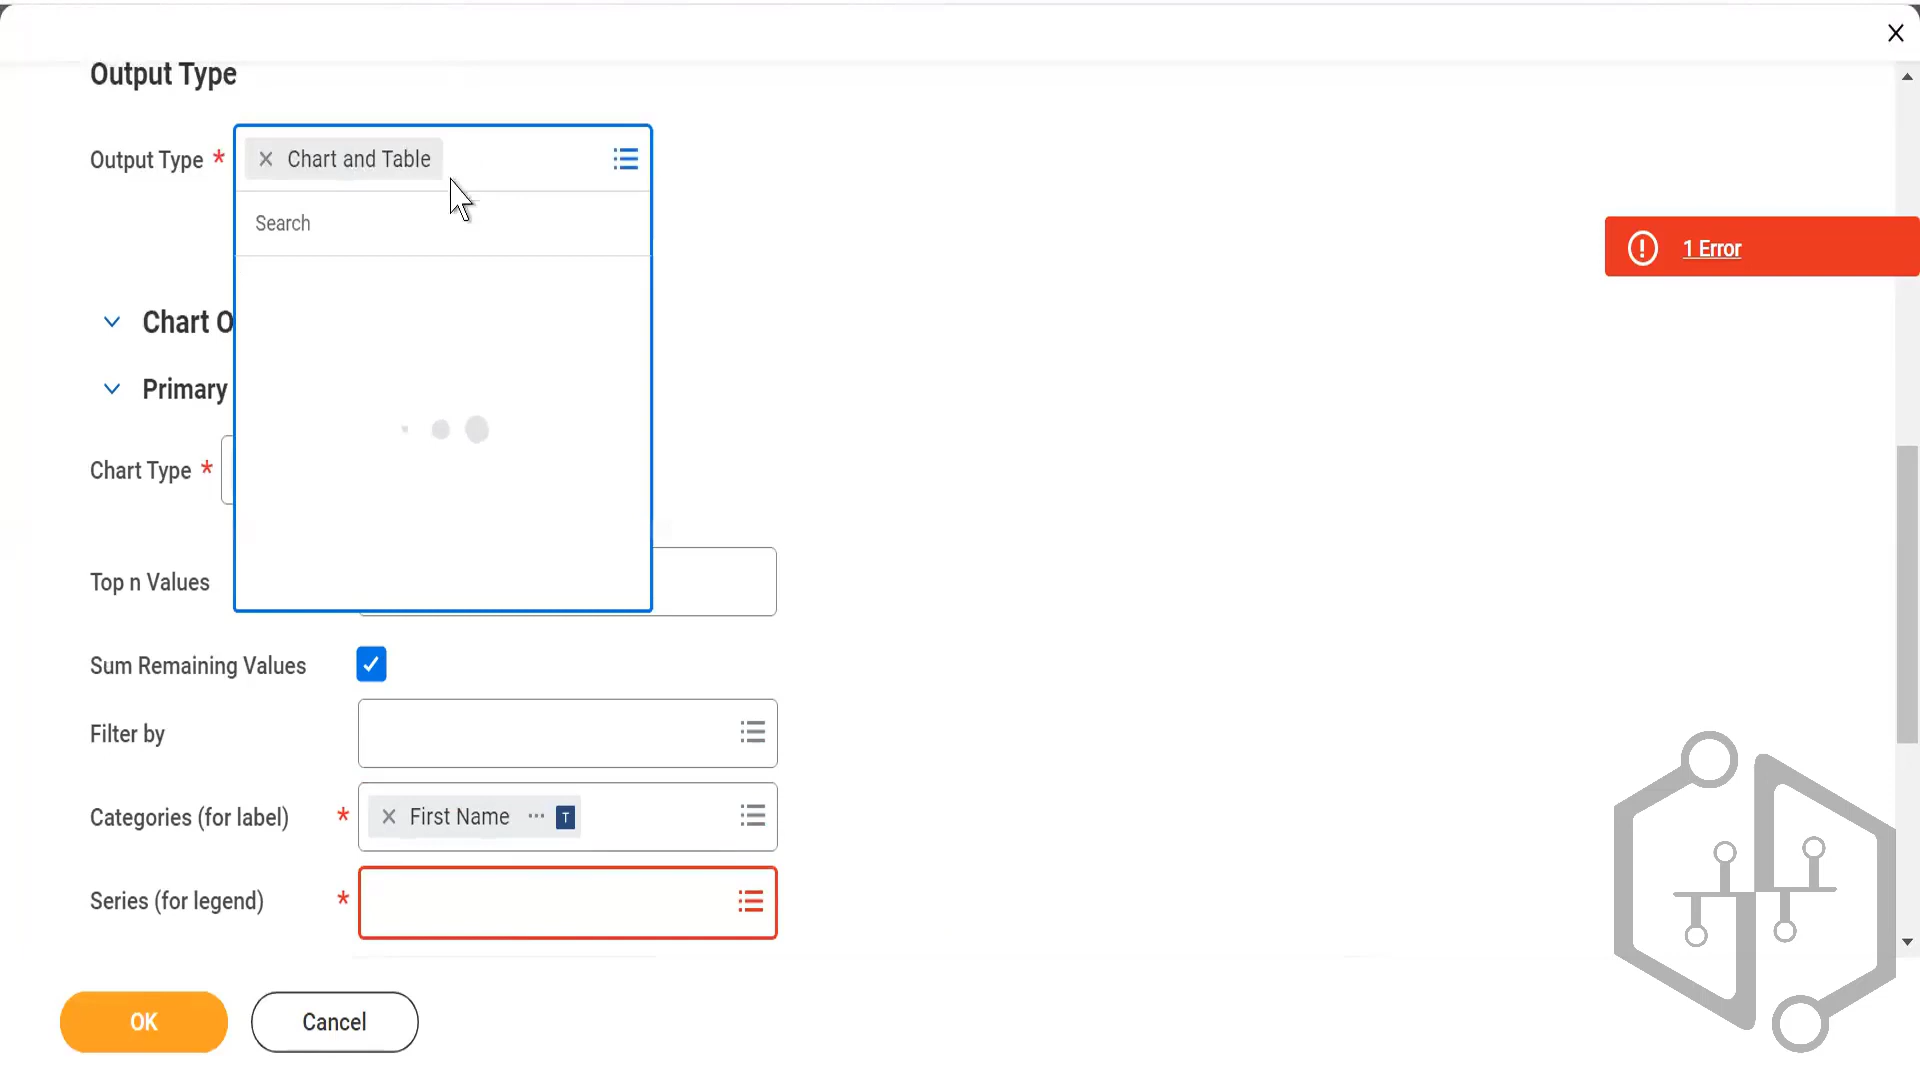 Output Type
Output Type *
Chart and Table
Search
1 Error
Chart O
Primary
Chart Type *
Top n Values
Sum Remaining Values
Filter by
Categories (for label) *
First Name ... T
Series (for legend) *
OK
Cancel